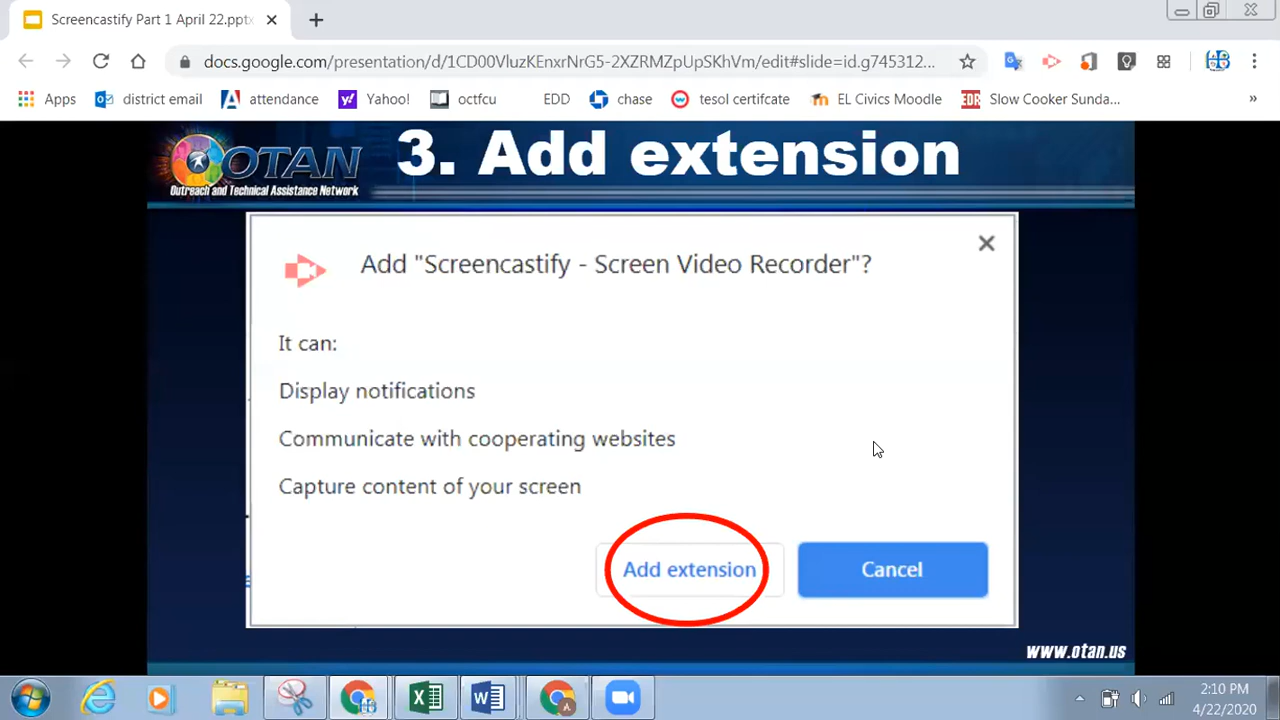 Screencastify Part 1 April 22.pptx
docs.google.com/presentation/d/1CD00VluzKEnxrNrG5-2XZRMZpUpSKhVm/edit#slide=id.g745312...
Apps district email attendance Yahoo! octfcu EDD chase tesol certifcate EL Civics Moodle EDR Slow Cooker Sunda... »
OTAN
Outreach and Technical Assistance Network
3. Add extension
Add "Screencastify - Screen Video Recorder"?
It can:
Display notifications
Communicate with cooperating websites
Capture content of your screen
Add extension Cancel
www.otan.us
2:10 PM
4/22/2020